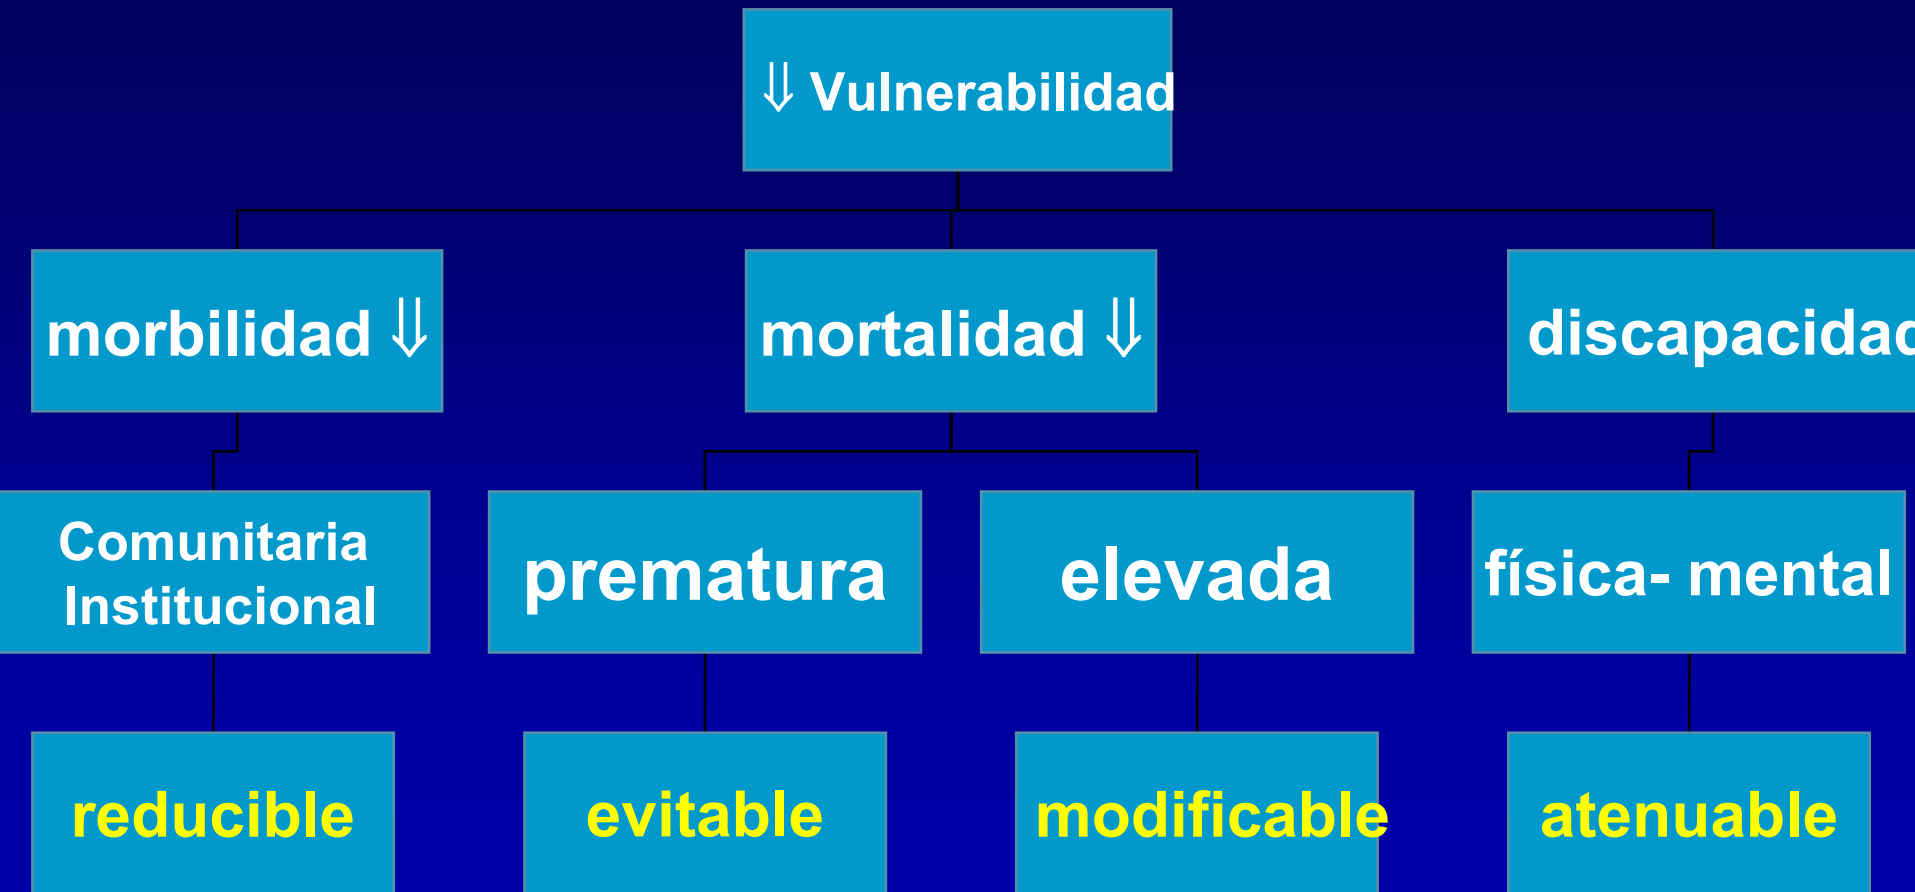 ⇓ Vulnerabilidad
morbilidad ⇓
mortalidad ⇓
discapacidad
Comunitaria
Institucional
prematura
elevada
física- mental
reducible
evitable
modificable
atenuable